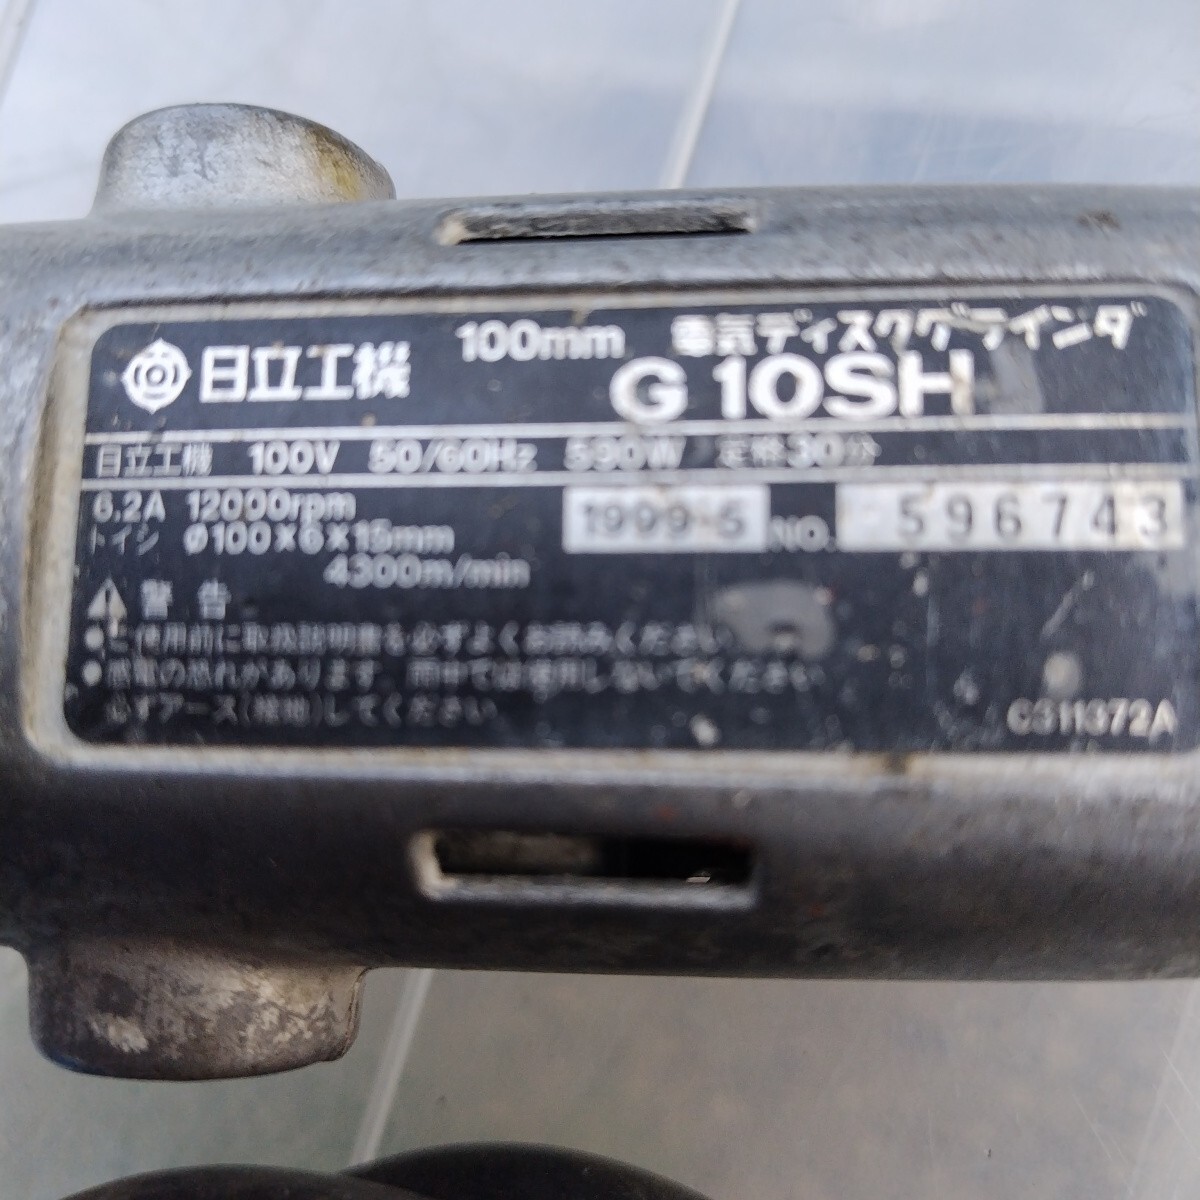 日立工機 100mm 電気ディスクグラインダ
G 10SH
日立工機 100V 50/60Hz 590W 定格30分
6.2A 12000rpm
トイシ ø100×6×15mm
4300m/min
1999-5 NO. 596743
警告
●ご使用前に取扱説明書を必ずよくお読みください
●感電の恐れがあります。雨中では使用しないでください
必ずアース(接地)してください
C311372A